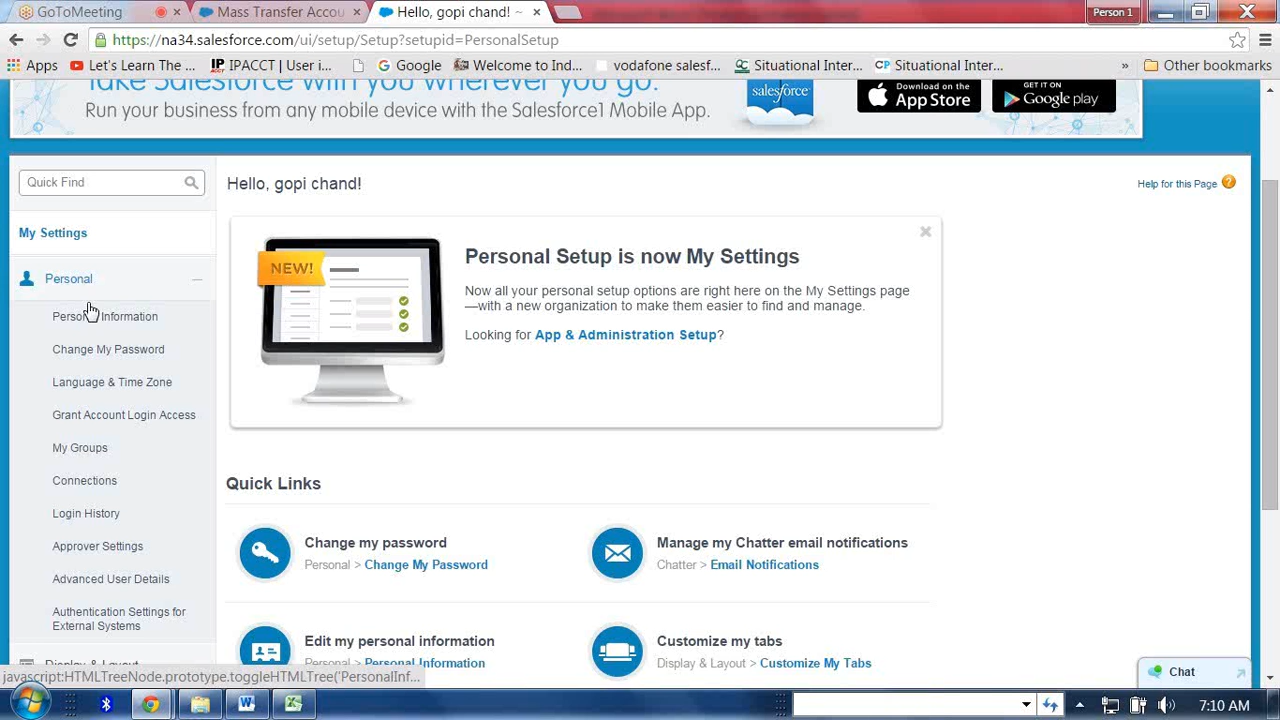 GoToMeeting
Mass Transfer Accou
Hello, gopi chand! ~
Person 1
https://na34.salesforce.com/ui/setup/Setup?setupid=PersonalSetup
Apps
Let's Learn The ...
IPACCT | User i...
Google
Welcome to Ind...
vodafone salesf...
Situational Inter...
Situational Inter...
»
Other bookmarks
Take Salesforce with you wherever you go.
Run your business from any mobile device with the Salesforce1 Mobile App.
salesforce
Download on the
App Store
GET IT ON
Google play
Quick Find
Hello, gopi chand!
Help for this Page
My Settings
Personal
Personal Information
Change My Password
Language & Time Zone
Grant Account Login Access
My Groups
Connections
Login History
Approver Settings
Advanced User Details
Authentication Settings for
External Systems
Display & Layout
NEW!
Personal Setup is now My Settings
Now all your personal setup options are right here on the My Settings page
—with a new organization to make them easier to find and manage.
Looking for App & Administration Setup?
Quick Links
Change my password
Personal > Change My Password
Manage my Chatter email notifications
Chatter > Email Notifications
Edit my personal information
Personal > Personal Information
Customize my tabs
Display & Layout > Customize My Tabs
Chat
javascript:HTMLTreeNode.prototype.toggleHTMLTree('PersonalInf...
7:10 AM